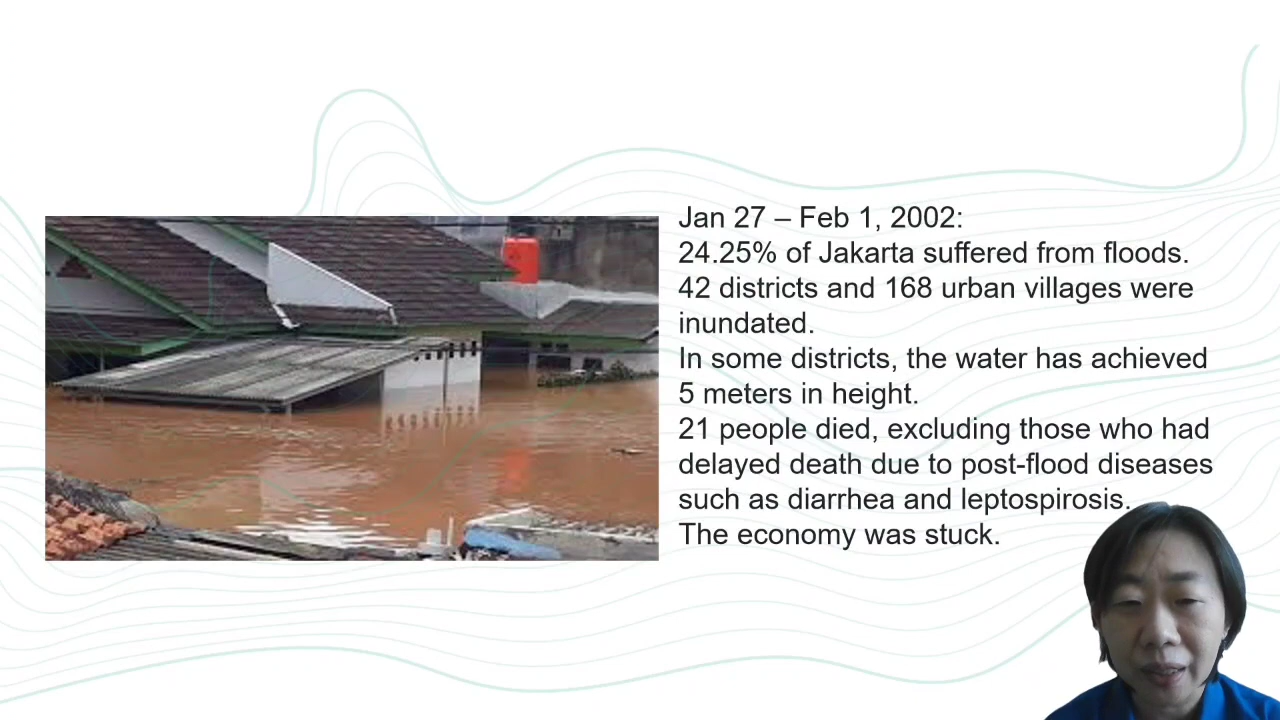 Jan 27 – Feb 1, 2002:
24.25% of Jakarta suffered from floods.
42 districts and 168 urban villages were
inundated.
In some districts, the water has achieved
5 meters in height.
21 people died, excluding those who had
delayed death due to post-flood diseases
such as diarrhea and leptospirosis.
The economy was stuck.